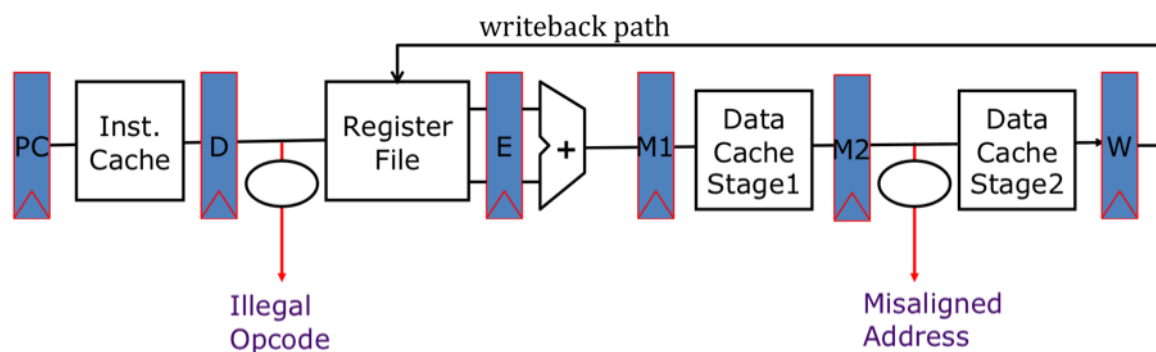 writeback path
PC
Inst.
Cache
D
Register
File
E
+
M1
Data
Cache
Stage1
M2
Data
Cache
Stage2
W
Illegal
Opcode
Misaligned
Address